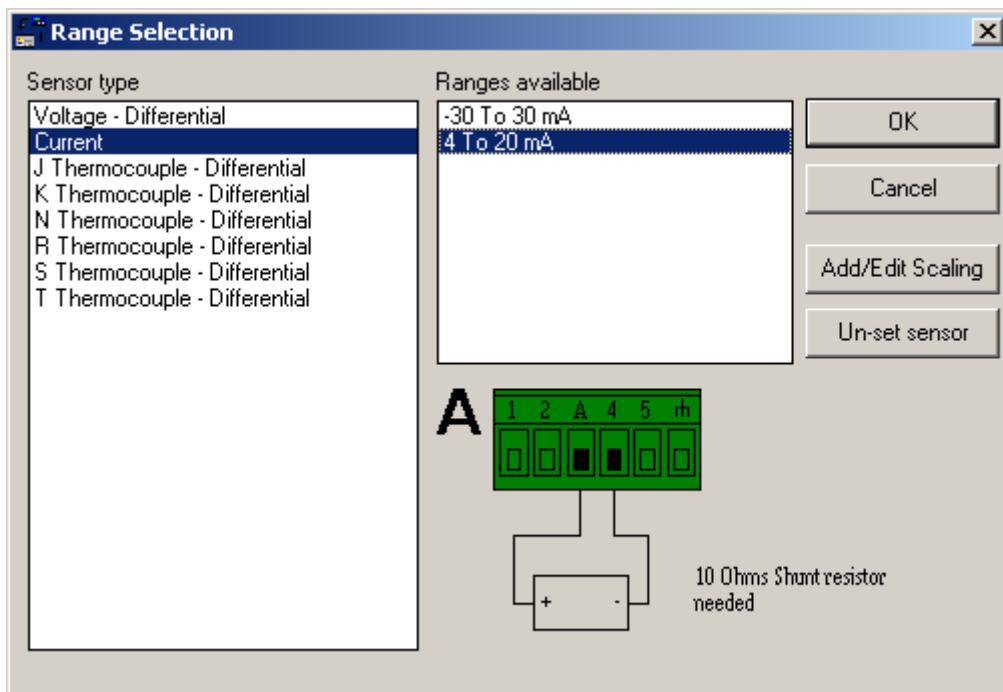 Range Selection
Sensor type
Voltage - Differential
Current
J Thermocouple - Differential
K Thermocouple - Differential
N Thermocouple - Differential
R Thermocouple - Differential
S Thermocouple - Differential
T Thermocouple - Differential
Ranges available
-30 To 30 mA
4 To 20 mA
OK
Cancel
Add/Edit Scaling
Un-set sensor
A
1 2 A 4 5
+ -
10 Ohms Shunt resistor
needed